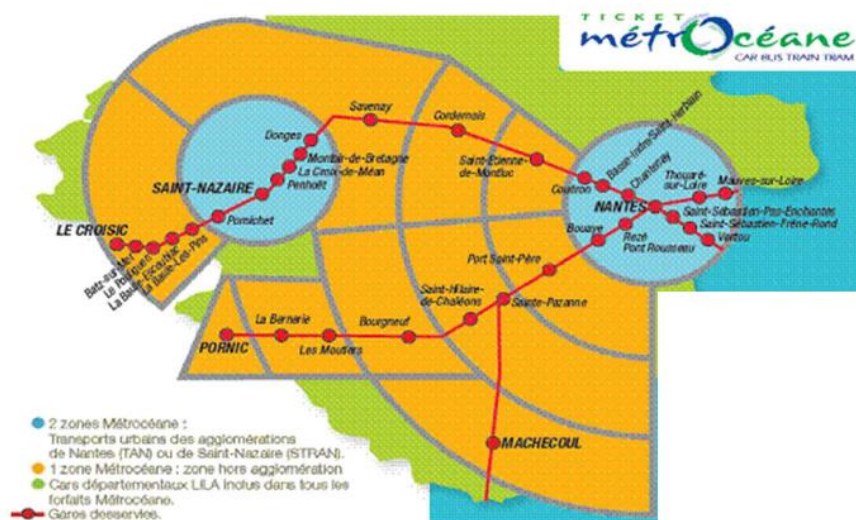 TICKET
métrOcéane
CAR BUS TRAIN TRAM
Savenay
Cordemais
Basse-Indre/Saint-Herblain
Donges
Montoir-de-Bretagne
La Croix-de-Méan
Penhoët
SAINT-NAZAIRE
Pornichet
Saint-Etienne-
de-Montluc
Couëron
Chantenay
Thouaré-
sur-Loire
Mauves-sur-Loire
NANTES
Saint-Sébastien-Pas-Enchantés
Saint-Sébastien-Frêne-Rond
Vertou
Rezé
Pont Rousseau
Bouaye
LE CROISIC
Batz-sur-Mer
Le Pouliguen
La Baule-Escoublac
La Baule-Les-Pins
Port Saint-Père
Saint-Hilaire-
de-Chaléons
Sainte-Pazanne
La Bernerie
Bourgneuf
PORNIC
Les Moutiers
MACHECOUL
2 zones Métrocéane :
Transports urbains des agglomérations
de Nantes (TAN) ou de Saint-Nazaire (STRAN).
1 zone Métrocéane : zone hors agglomération
Cars départementaux LILA inclus dans tous les
forfaits Métrocéane.
Gares desservies.